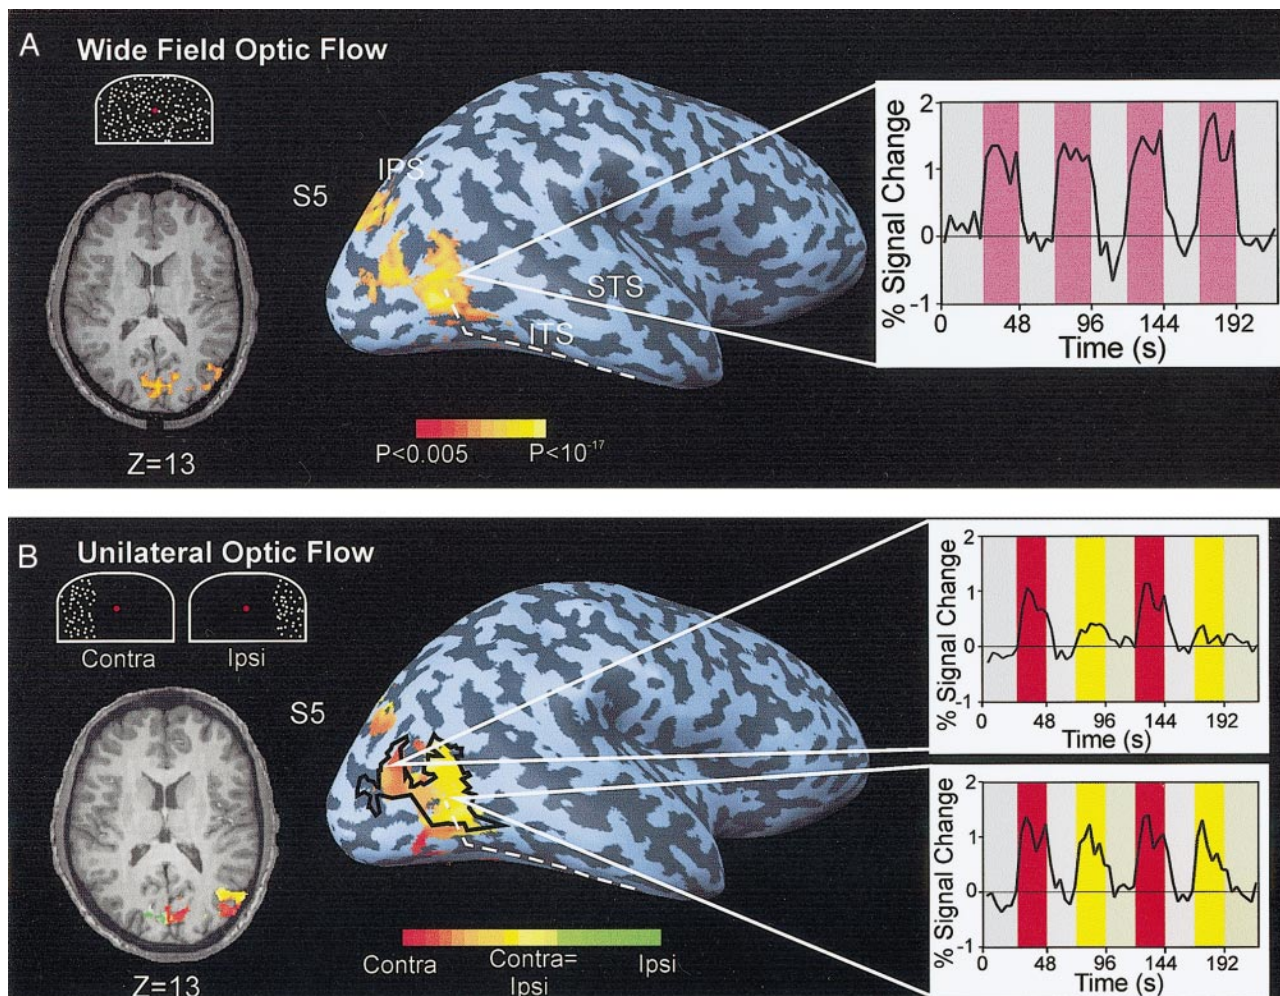 A
Wide Field Optic Flow
IPS
S5
STS
ITS
Z=13
P<0.005
P<10-17
% Signal Change
2
1
0
-1
0 48 96 144 192
Time (s)
B
Unilateral Optic Flow
Contra
Ipsi
S5
Z=13
Contra
Contra=
Ipsi
Ipsi
% Signal Change
2
1
0
-1
0 48 96 144 192
Time (s)
% Signal Change
2
1
0
-1
0 48 96 144 192
Time (s)